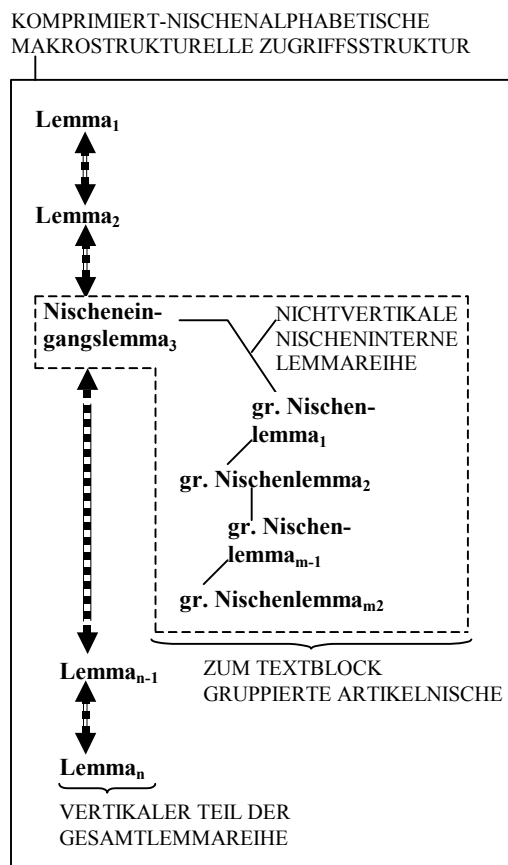 KOMPRIMIERT-NISCHENALPHABETISCHE
MAKROSTRUKTURELLE ZUGRIFFSSTRUKTUR
Lemma₁
Lemma₂
Nischenein-
gangslemma₃
NICHTVERTIKALE
NISCHENINTERNE
LEMMAREIHE
gr. Nischen-
lemma₁
gr. Nischenlemma₂
gr. Nischen-
lemmaₘ₋₁
gr. Nischenlemmaₘ₂
Lemmaₙ₋₁
ZUM TEXTBLOCK
GRUPPIERTE ARTIKELNISCHE
Lemmaₙ
VERTIKALER TEIL DER
GESAMTLEMMAREIHE